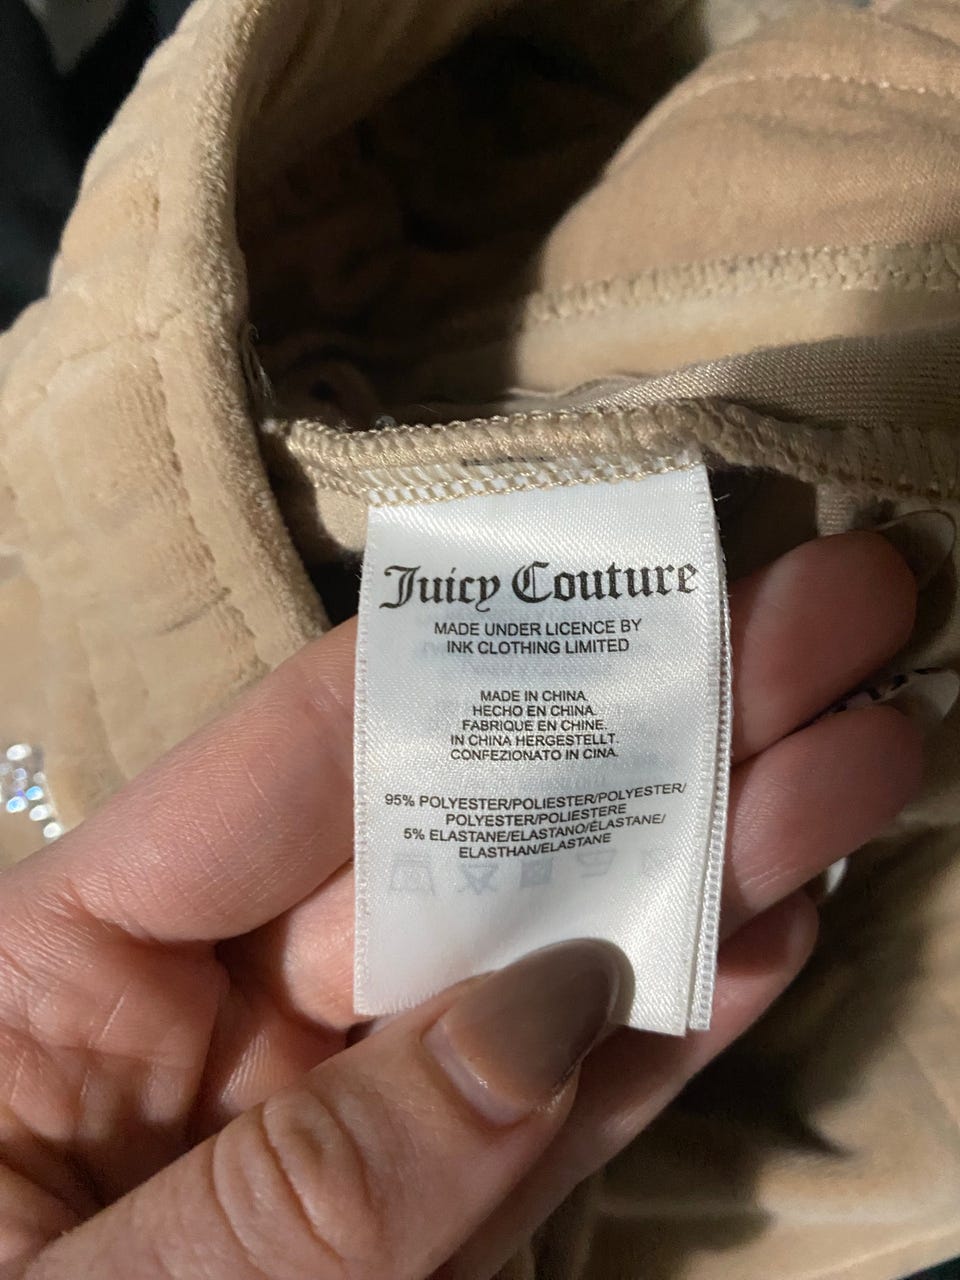 Juicy Couture
MADE UNDER LICENCE BY
INK CLOTHING LIMITED
MADE IN CHINA.
HECHO EN CHINA.
FABRIQUE EN CHINE.
IN CHINA HERGESTELLT.
CONFEZIONATO IN CINA.
95% POLYESTER/POLIESTER/POLYESTER/
POLYESTER/POLIESTERE
5% ELASTANE/ELASTANO/ÉLASTANE/
ELASTHAN/ELASTANE